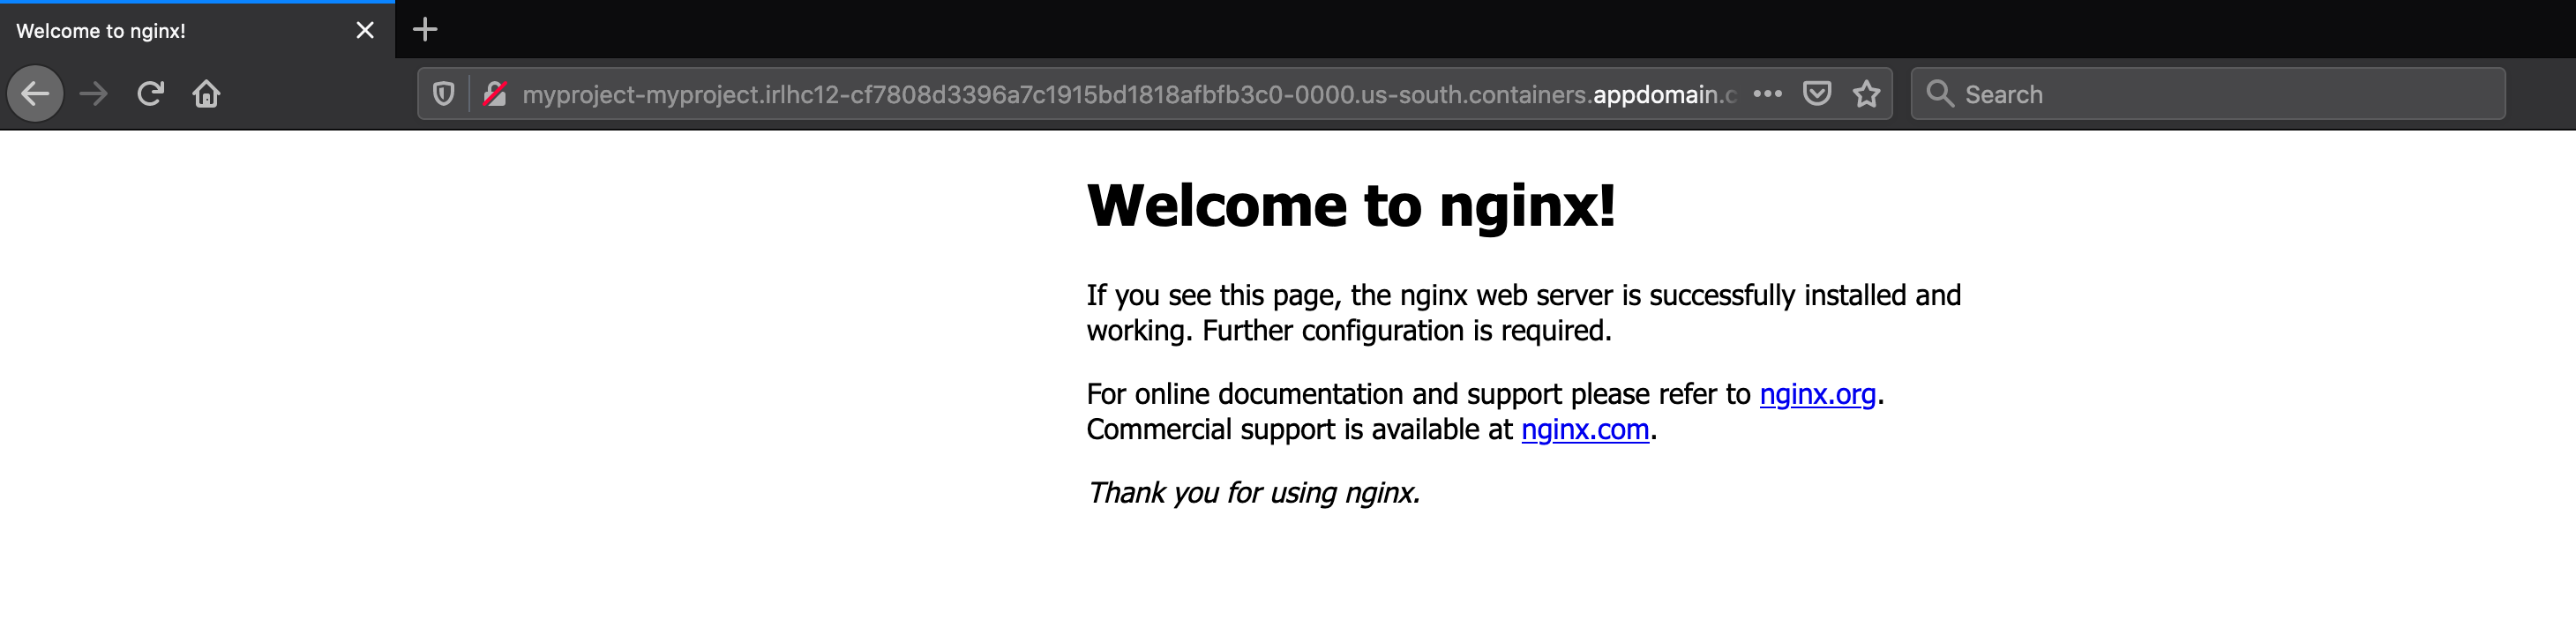 Welcome to nginx!
myproject-myproject.irlhc12-cf7808d3396a7c1915bd1818afbfb3c0-0000.us-south.containers.appdomain.c
Search
Welcome to nginx!
If you see this page, the nginx web server is successfully installed and
working. Further configuration is required.
For online documentation and support please refer to nginx.org.
Commercial support is available at nginx.com.
Thank you for using nginx.